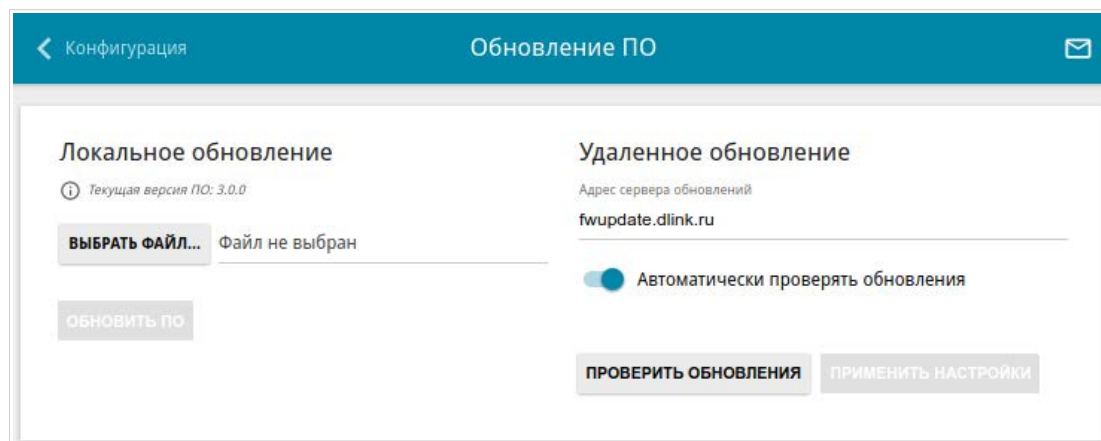 Конфигурация
Обновление ПО
Локальное обновление
Текущая версия ПО: 3.0.0
ВЫБРАТЬ ФАЙЛ... Файл не выбран
ОБНОВИТЬ ПО
Удаленное обновление
Адрес сервера обновлений
fwupdate.dlink.ru
Автоматически проверять обновления
ПРОВЕРИТЬ ОБНОВЛЕНИЯ ПРИМЕНИТЬ НАСТРОЙКИ